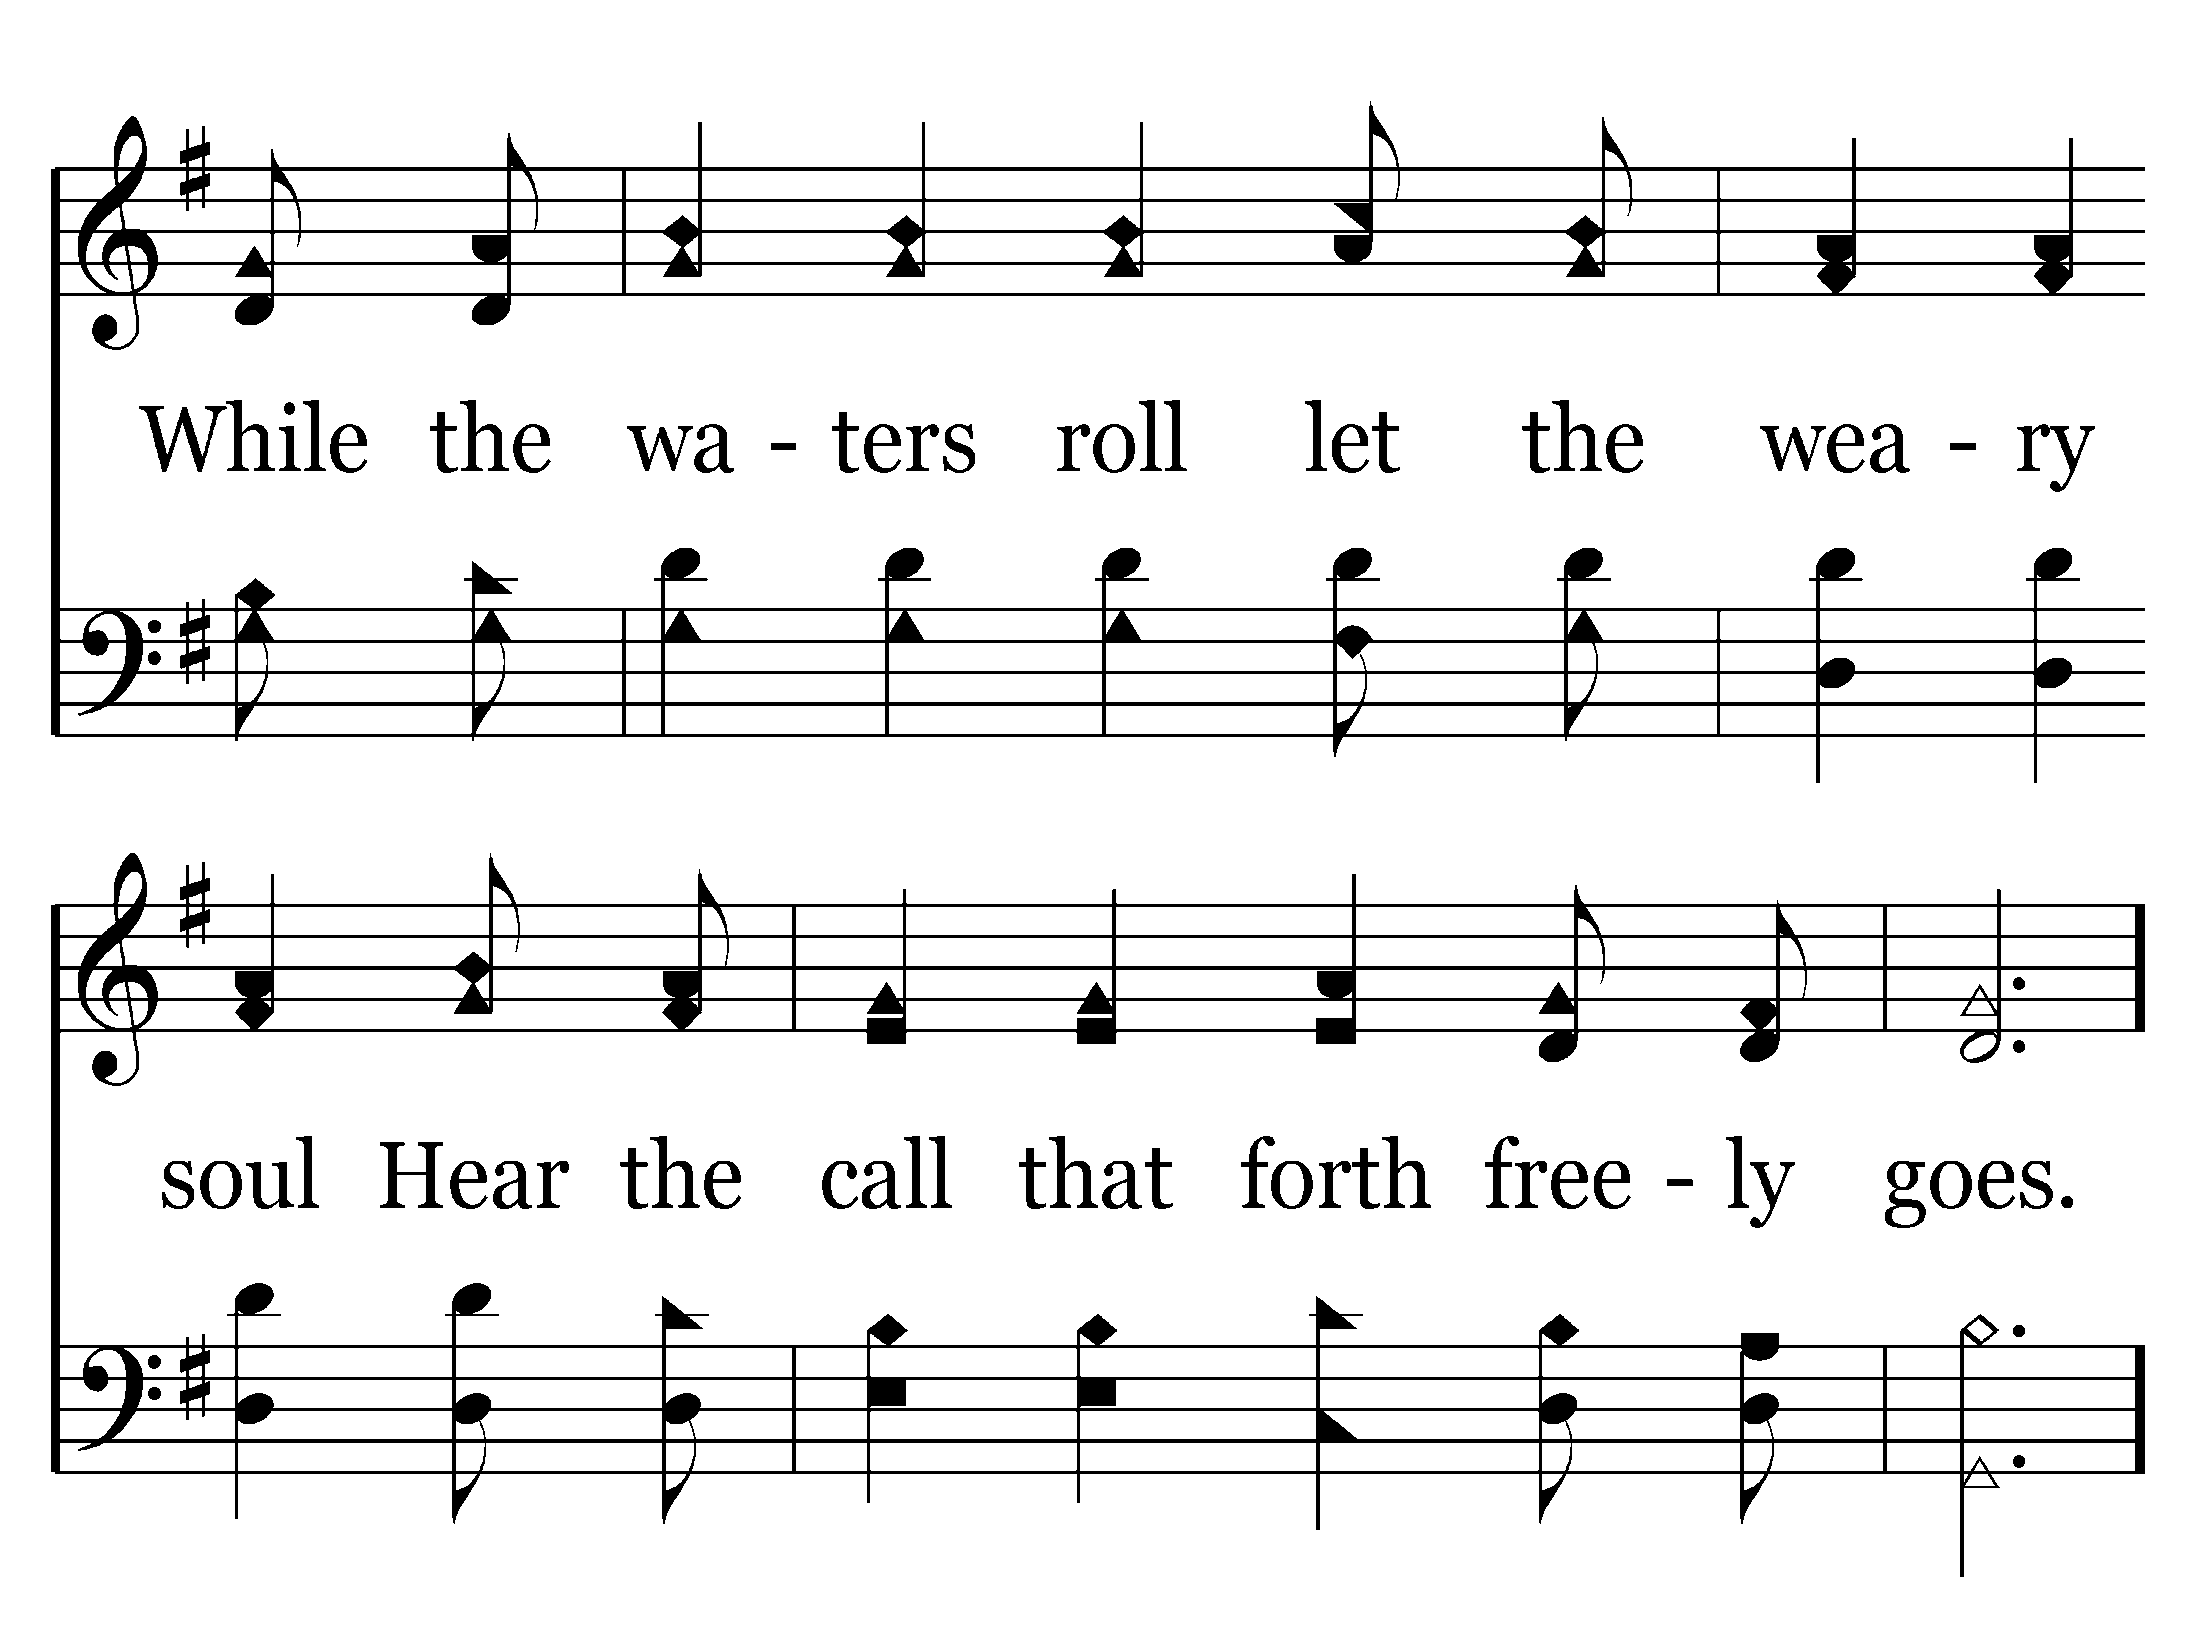 While the wa - ters roll let the wea - ry
soul Hear the call that forth free - ly goes.